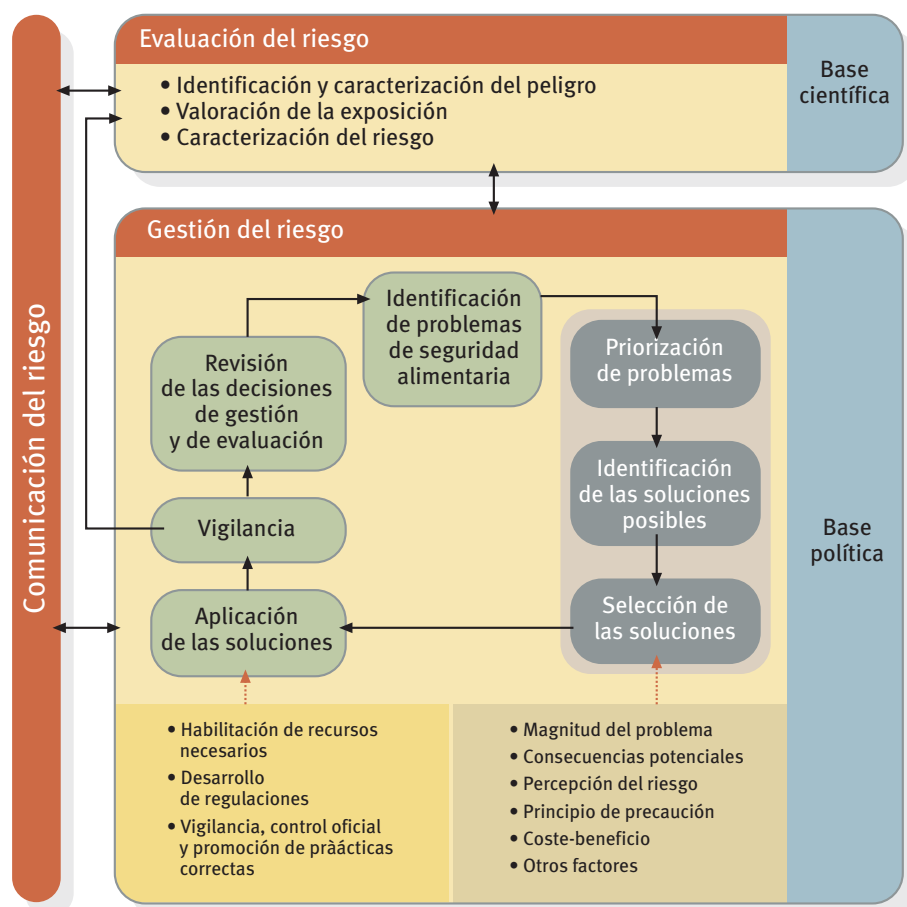 Comunicación del riesgo
Evaluación del riesgo
• Identificación y caracterización del peligro
• Valoración de la exposición
• Caracterización del riesgo
Base
científica
Gestión del riesgo
Identificación
de problemas
de seguridad
alimentaria
Priorización
de problemas
Revisión
de las decisiones
de gestión
y de evaluación
Identificación
de las soluciones
posibles
Vigilancia
Base
política
Aplicación
de las soluciones
Selección de
las soluciones
• Habilitación de recursos
necesarios
• Desarrollo
de regulaciones
• Vigilancia, control oficial
y promoción de pràácticas
correctas
• Magnitud del problema
• Consecuencias potenciales
• Percepción del riesgo
• Principio de precaución
• Coste-beneficio
• Otros factores